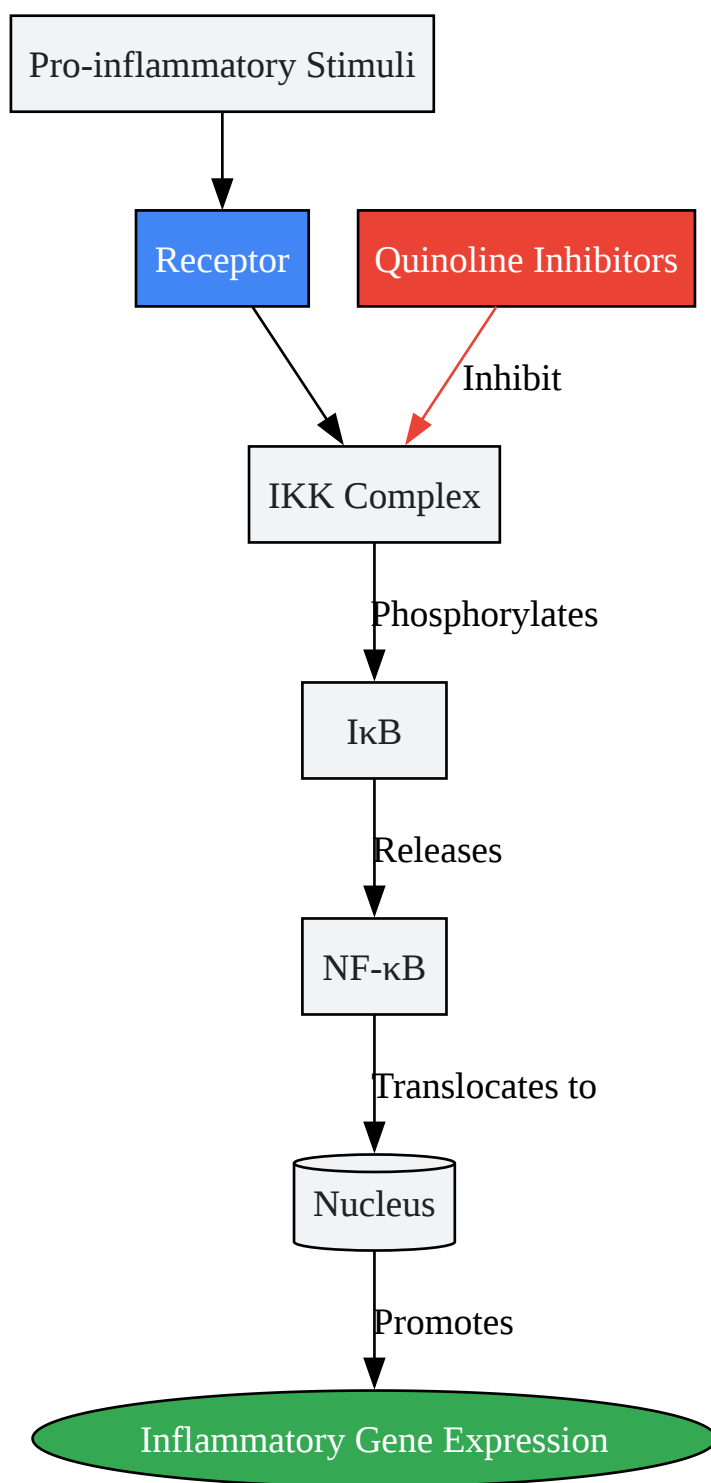 Pro-inflammatory Stimuli
Receptor
Quinoline Inhibitors
Inhibit
IKK Complex
Phosphorylates
IκB
Releases
NF-κB
Translocates to
Nucleus
Promotes
Inflammatory Gene Expression